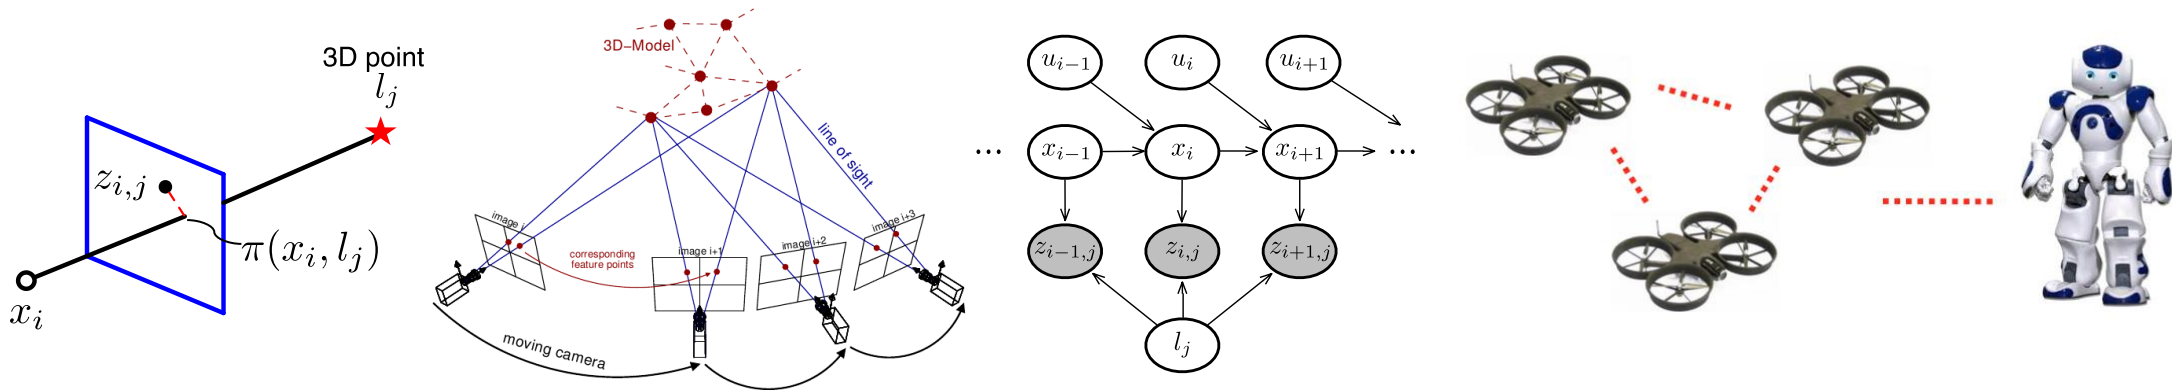 3D point
l_j
z_{i,j}
π(x_i, l_j)
x_i
3D−Model
line of sight
image i
image i+1
image i+2
image i+3
corresponding
feature points
moving camera
u_{i−1} u_i u_{i+1}
... x_{i−1} x_i x_{i+1} ...
z_{i−1,j} z_{i,j} z_{i+1,j}
l_j